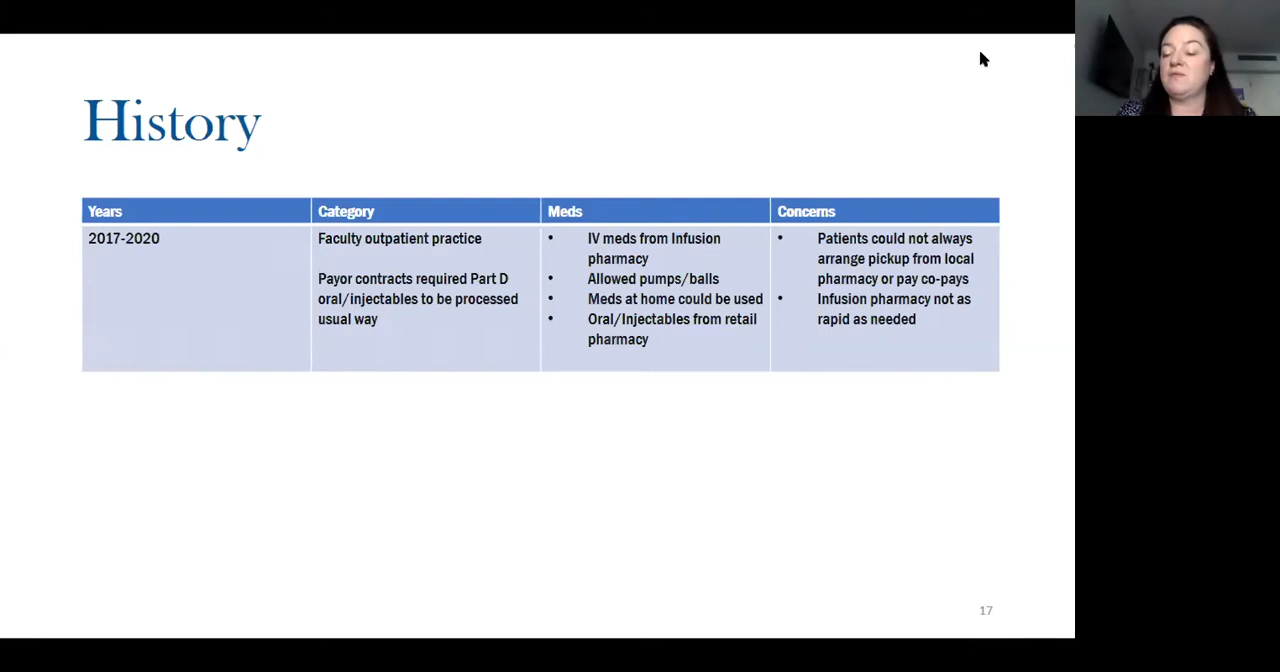 History
Years
Category
Meds
Concerns
2017-2020
Faculty outpatient practice
Payor contracts required Part D
oral/injectables to be processed
usual way
• IV meds from Infusion
pharmacy
• Allowed pumps/balls
• Meds at home could be used
• Oral/Injectables from retail
pharmacy
• Patients could not always
arrange pickup from local
pharmacy or pay co-pays
• Infusion pharmacy not as
rapid as needed
17